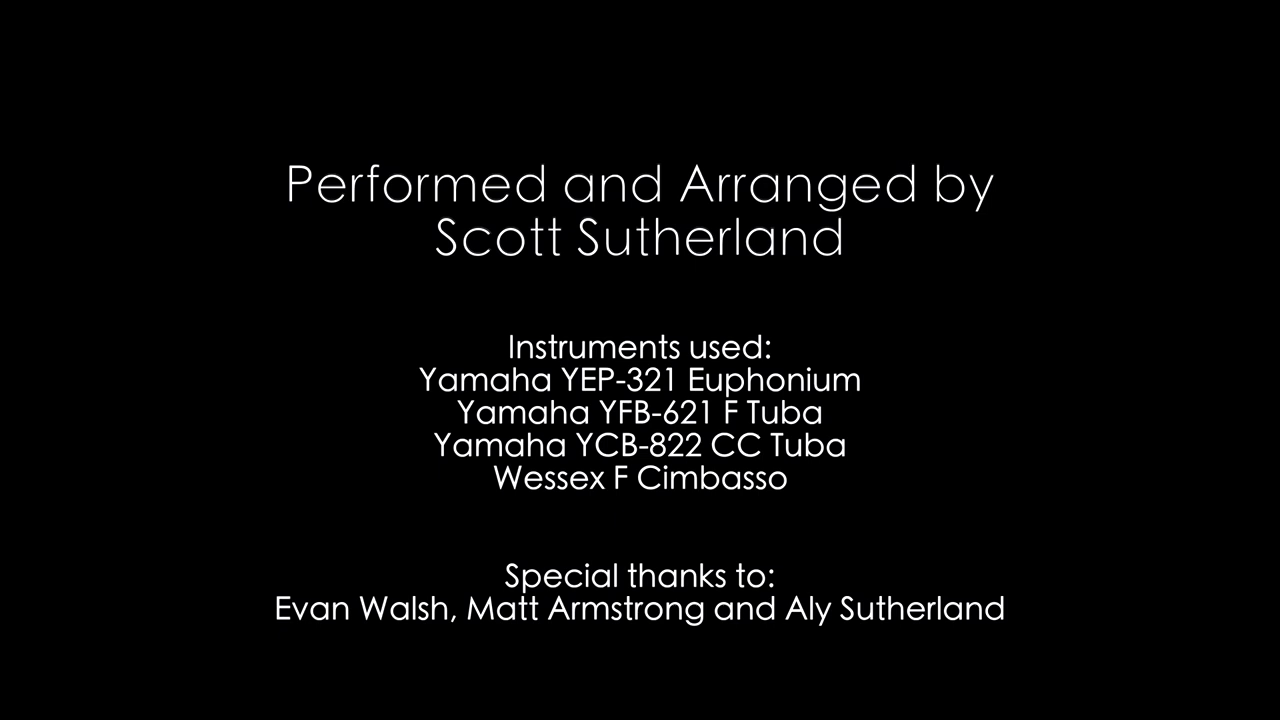 Performed and Arranged by
Scott Sutherland
Instruments used:
Yamaha YEP-321 Euphonium
Yamaha YFB-621 F Tuba
Yamaha YCB-822 CC Tuba
Wessex F Cimbasso
Special thanks to:
Evan Walsh, Matt Armstrong and Aly Sutherland